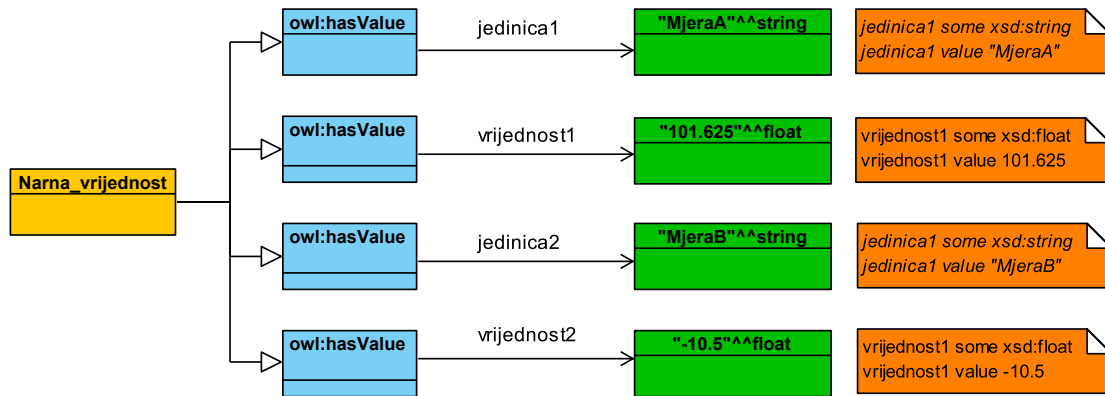 owl:hasValue
jedinica1
"MjeraA"^^string
jedinica1 some xsd:string
jedinica1 value "MjeraA"
owl:hasValue
vrijednost1
"101.625"^^float
vrijednost1 some xsd:float
vrijednost1 value 101.625
Narna_vrijednost
owl:hasValue
jedinica2
"MjeraB"^^string
jedinica1 some xsd:string
jedinica1 value "MjeraB"
owl:hasValue
vrijednost2
"-10.5"^^float
vrijednost1 some xsd:float
vrijednost1 value -10.5